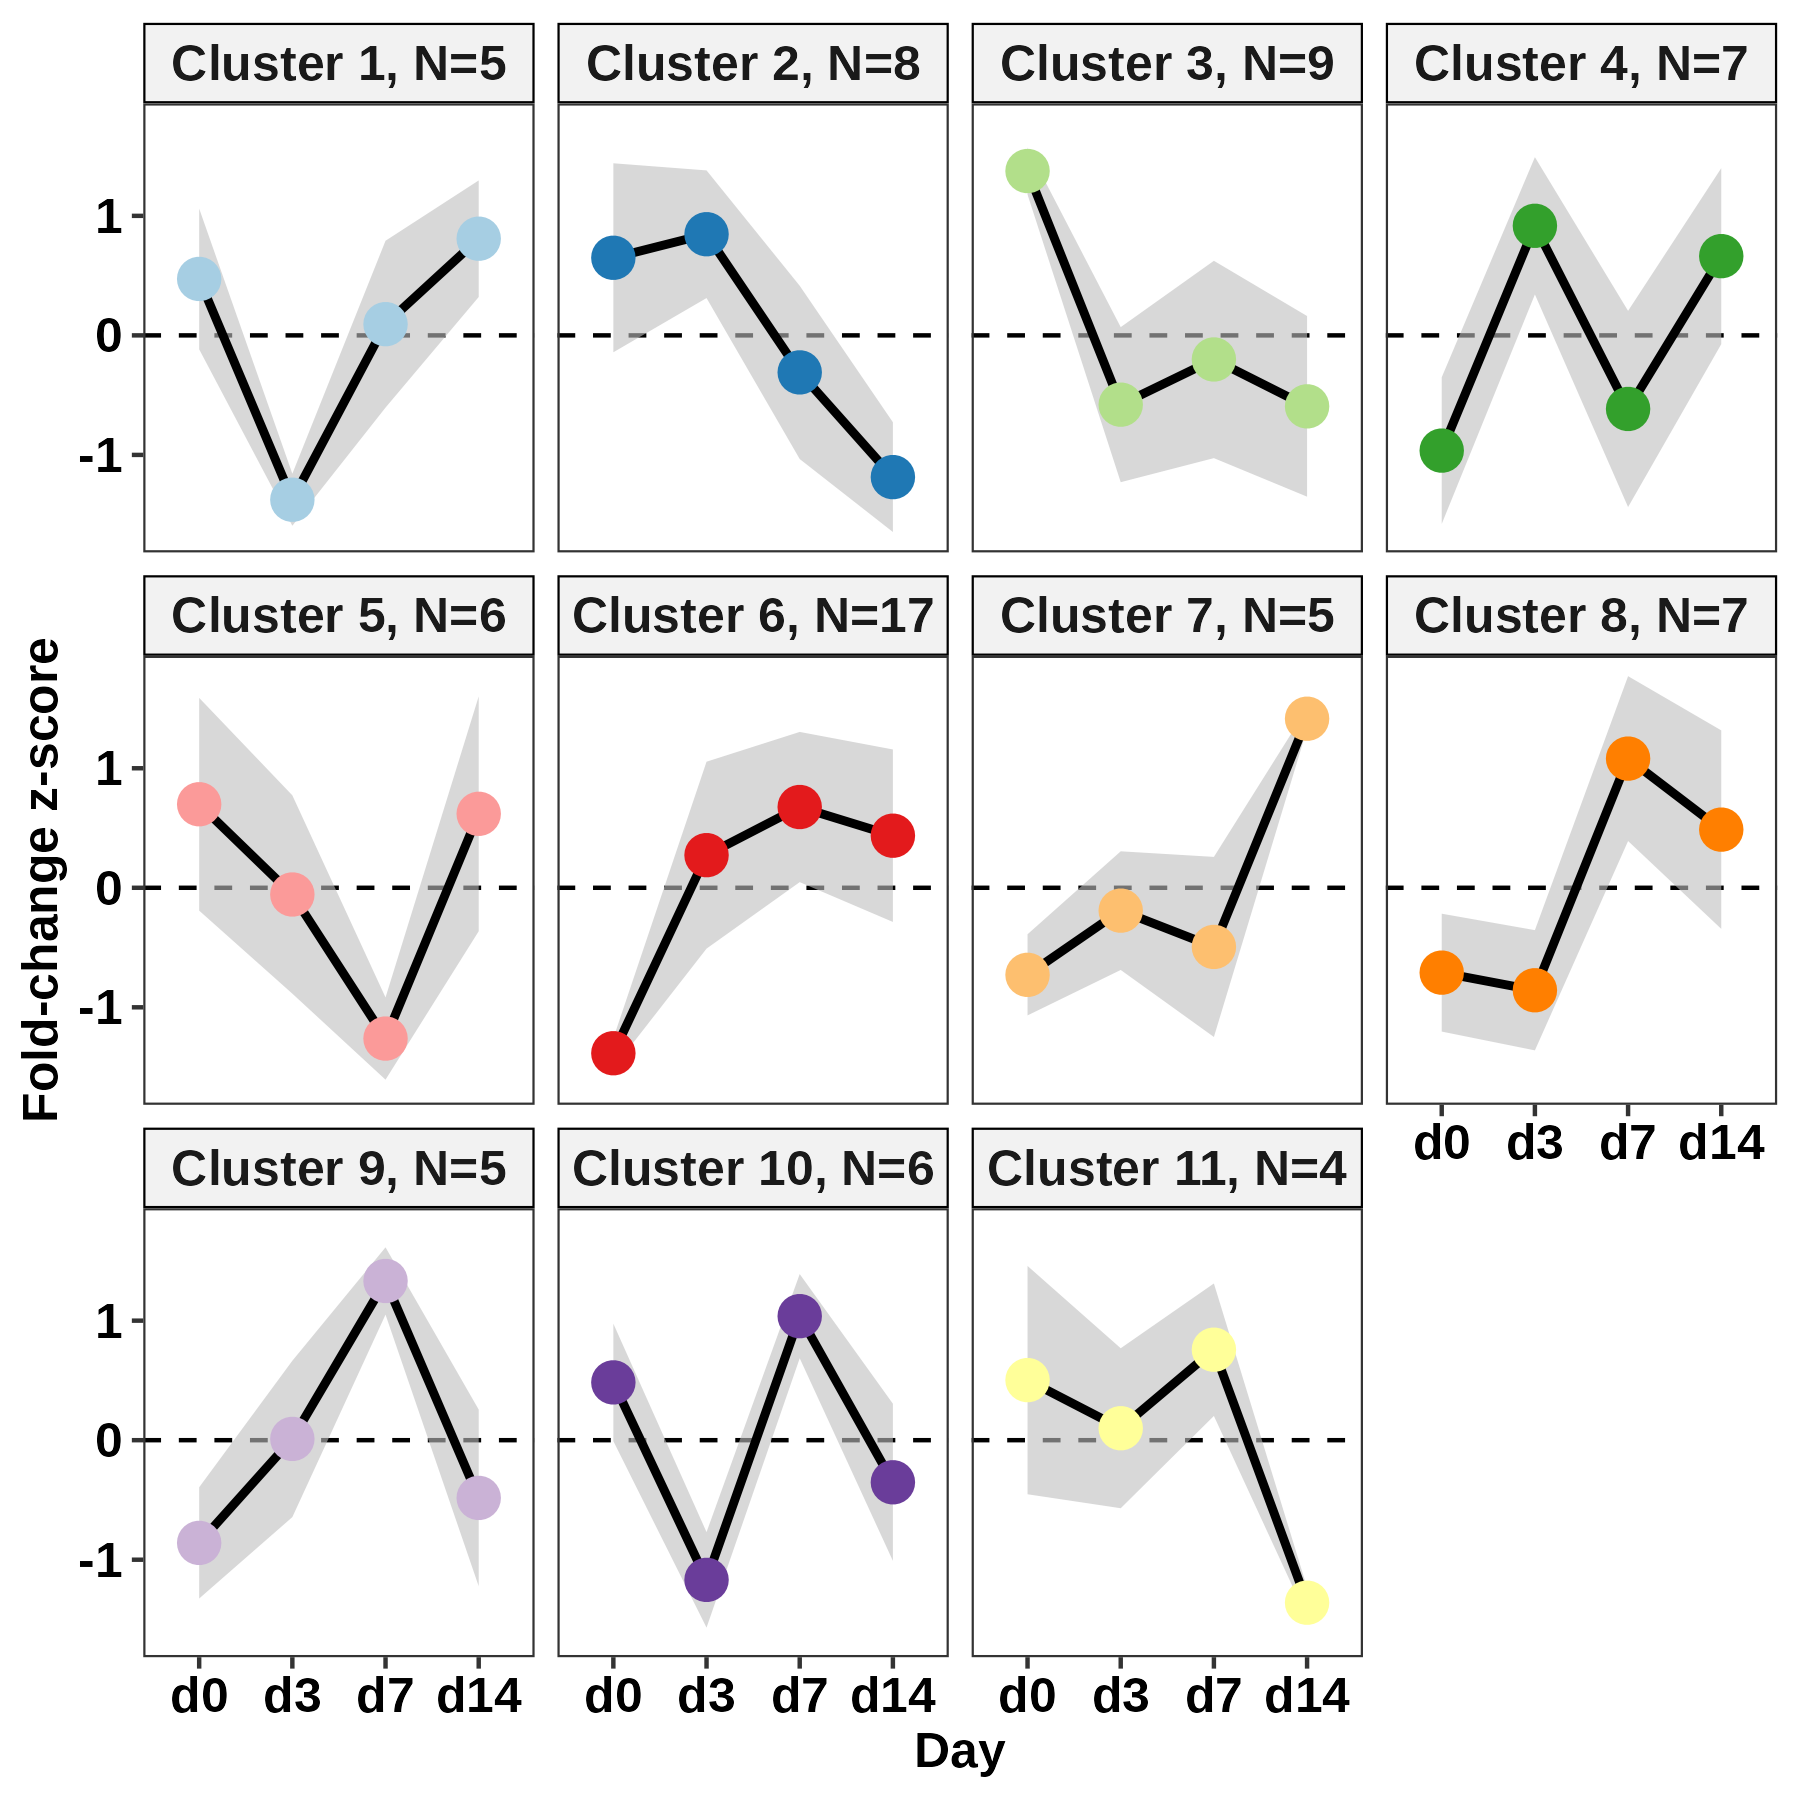 Cluster 1, N=5
Cluster 2, N=8
Cluster 3, N=9
Cluster 4, N=7
1
0
-1
Cluster 5, N=6
Cluster 6, N=17
Cluster 7, N=5
Cluster 8, N=7
Fold-change z-score
1
0
-1
d0 d3 d7 d14
Cluster 9, N=5
Cluster 10, N=6
Cluster 11, N=4
1
0
-1
d0 d3 d7 d14
d0 d3 d7 d14
d0 d3 d7 d14
Day